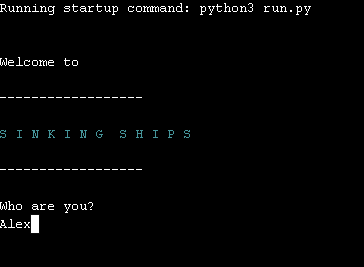 Running startup command: python3 run.py
Welcome to
------------------
S I N K I N G  S H I P S
------------------
Who are you?
Alex